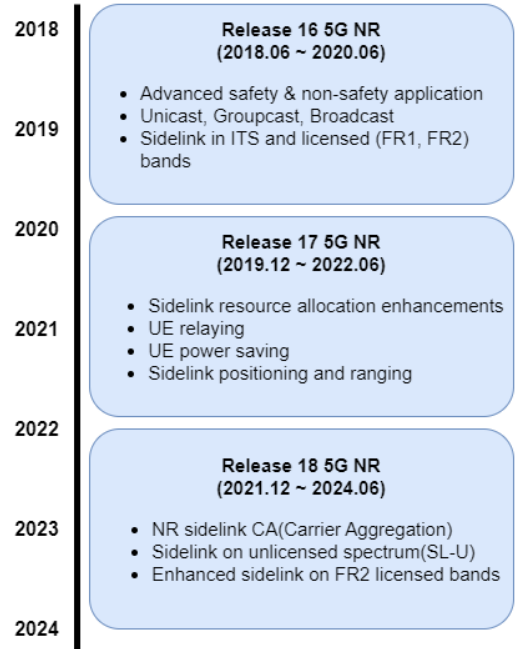 2018
Release 16 5G NR
(2018.06 ~ 2020.06)
• Advanced safety & non-safety application
• Unicast, Groupcast, Broadcast
2019
• Sidelink in ITS and licensed (FR1, FR2)
bands
2020
Release 17 5G NR
(2019.12 ~ 2022.06)
• Sidelink resource allocation enhancements
2021
• UE relaying
• UE power saving
• Sidelink positioning and ranging
2022
Release 18 5G NR
(2021.12 ~ 2024.06)
2023
• NR sidelink CA(Carrier Aggregation)
• Sidelink on unlicensed spectrum(SL-U)
• Enhanced sidelink on FR2 licensed bands
2024